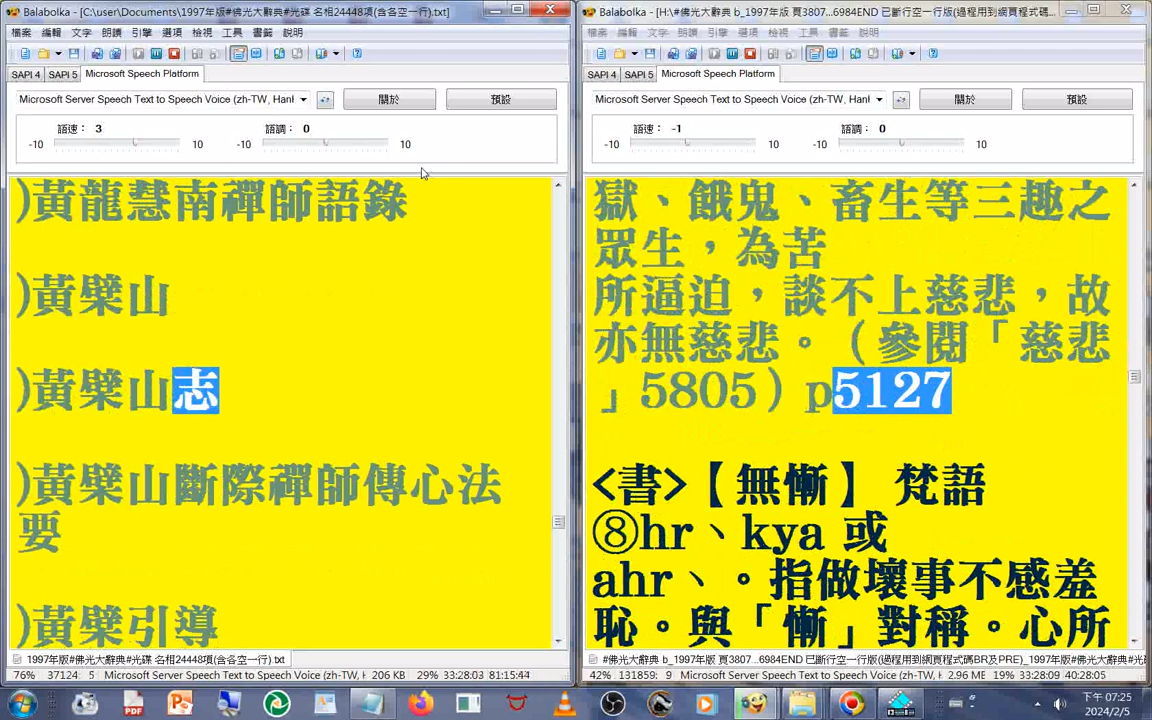 Balabolka - [C:\user\Documents\1997年版#佛光大辭典#光碟 名相24448項(含各空一行).txt]
檔案 編輯 文字 朗讀 引擎 選項 檢視 工具 書籤 說明
SAPI 4 SAPI 5 Microsoft Speech Platform
Microsoft Server Speech Text to Speech Voice (zh-TW, Hanl 關於 預設
語速: 3 語調: 0
-10 10 -10 10
)黃龍慧南禪師語錄
)黃檗山
)黃檗山志
)黃檗山斷際禪師傳心法
要
)黃檗引導
1997年版#佛光大辭典#光碟 名相24448項(含各空一行).txt
76% 37124: 5 Microsoft Server Speech Text to Speech Voice (zh-TW, H 206 KB 29% 33:28:03 81:15:44
Balabolka - [H:\#佛光大辭典 b_1997年版 頁3807...6984END 已斷行空一行版(過程用到網頁程式碼...
檔案 編輯 文字 朗讀 引擎 選項 檢視 工具 書籤 說明
SAPI 4 SAPI 5 Microsoft Speech Platform
Microsoft Server Speech Text to Speech Voice (zh-TW, Hanl 關於 預設
語速: -1 語調: 0
-10 10 -10 10
獄、餓鬼、畜生等三趣之
眾生，為苦
所逼迫，談不上慈悲，故
亦無慈悲。（參閱「慈悲
」5805）p5127
<書>【無慚】 梵語
⑧hr、kya 或
ahr、。指做壞事不感羞
恥。與「慚」對稱。心所
#佛光大辭典 b_1997年版 頁3807...6984END 已斷行空一行版(過程用到網頁程式碼BR及PRE)_1997年版#佛光大辭典#光
42% 131859: 9 Microsoft Server Speech Text to Speech Voice (zh-TW, H 2.96 ME 33:28:09 40:28:05
下午 07:25
2024/2/5